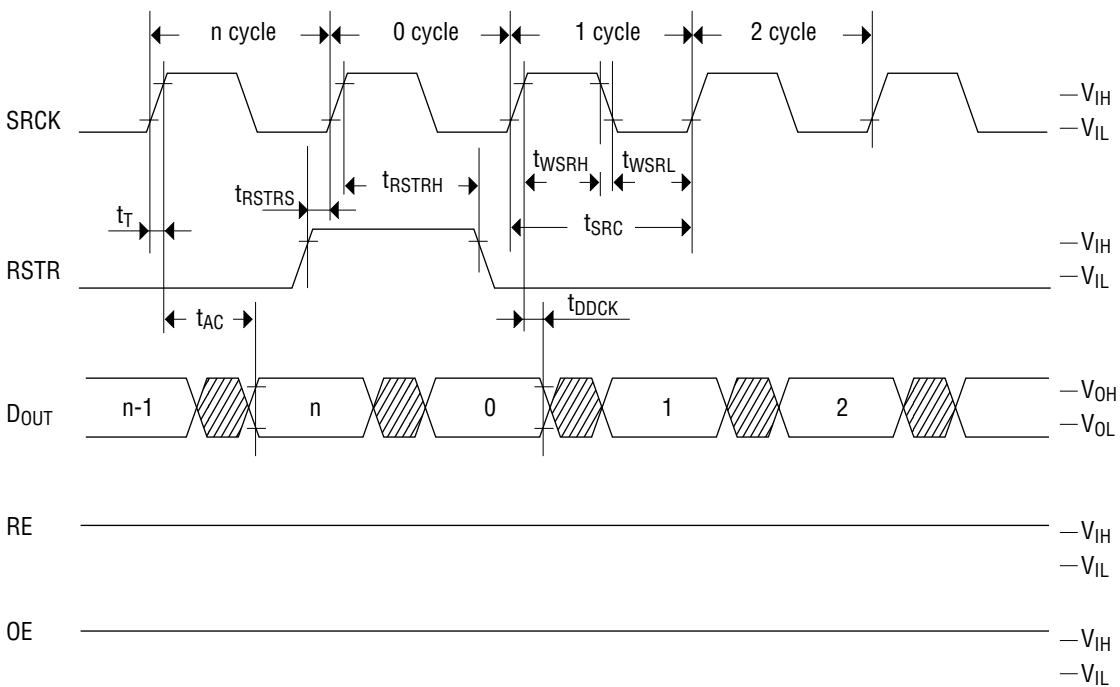 n cycle 0 cycle 1 cycle 2 cycle
SRCK
VIH
VIL
tWSRH tWSRL
tRSTRS tRSTRH
tT
tSRC
RSTR
VIH
VIL
tAC tDDCK
DOUT n-1 n 0 1 2
VOH
VOL
RE
VIH
VIL
OE
VIH
VIL